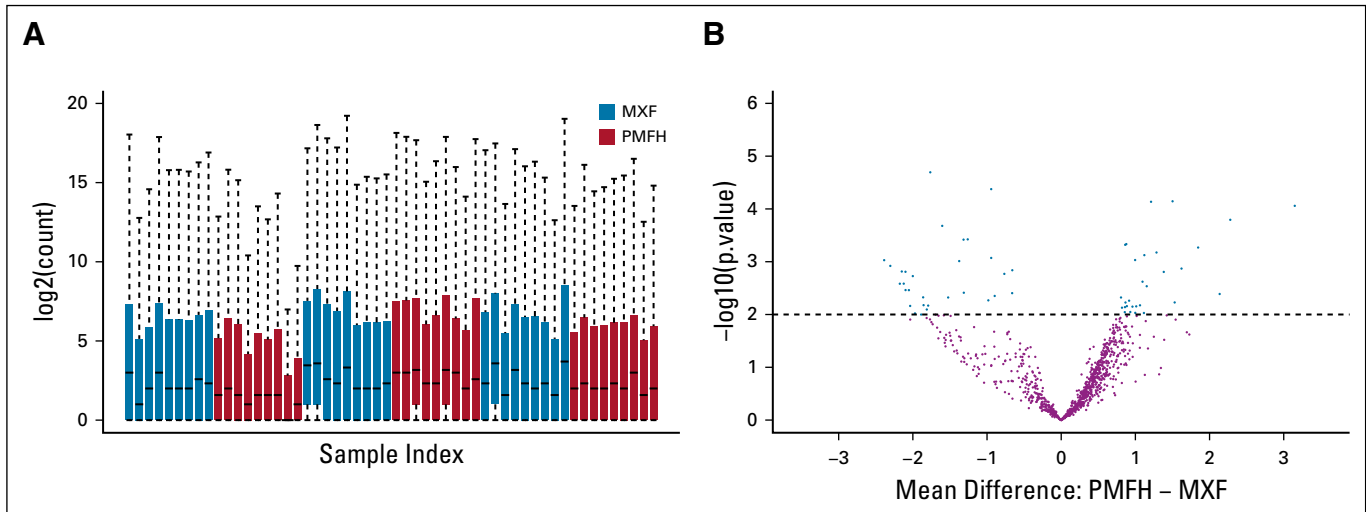 A
20
15
10
5
0
log2(count)
MXF
PMFH
Sample Index
B
6
5
4
3
2
1
0
−log10(p.value)
−3 −2 −1 0 1 2 3
Mean Difference: PMFH − MXF